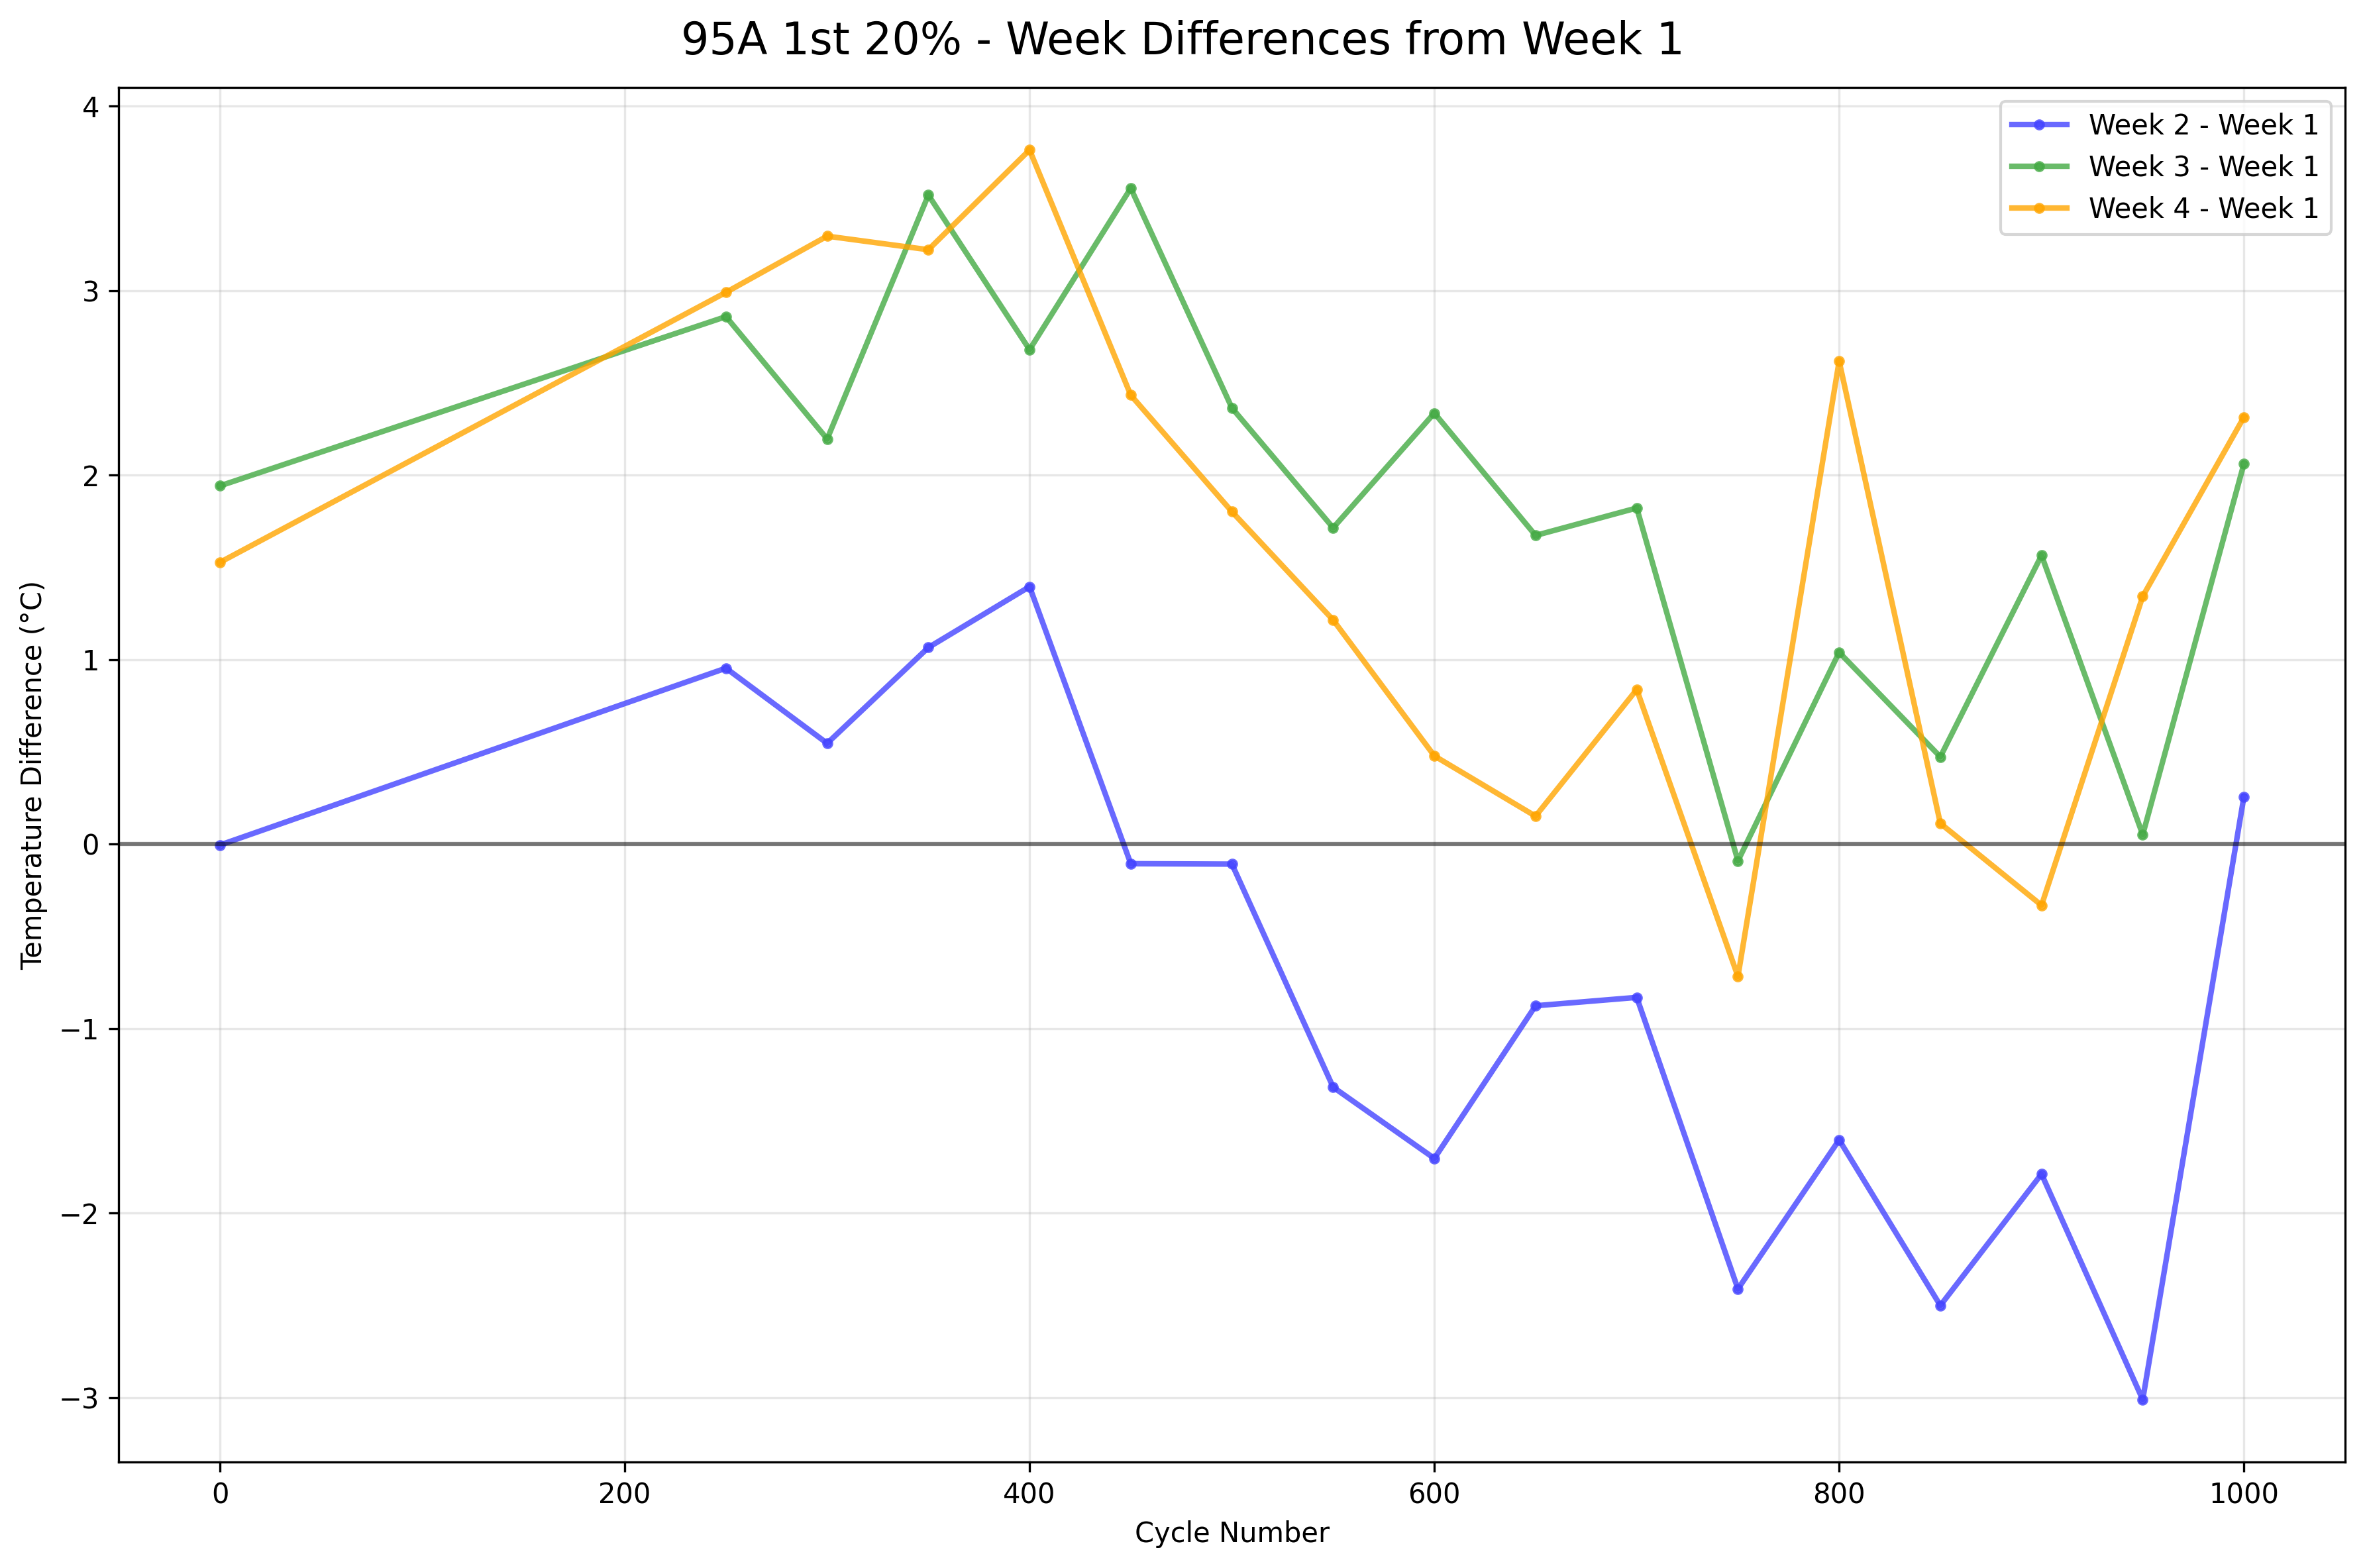 95A 1st 20% - Week Differences from Week 1
Week 2 - Week 1
Week 3 - Week 1
Week 4 - Week 1
4
3
2
1
0
−1
−2
−3
Temperature Difference (°C)
0 200 400 600 800 1000
Cycle Number